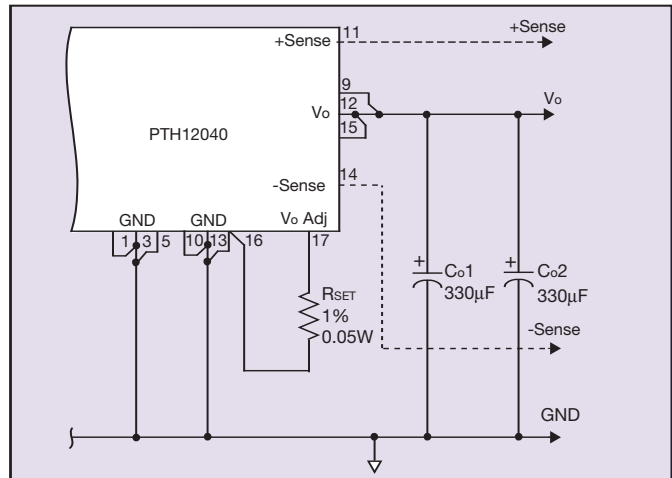 11
+Sense
+Sense
9
12
Vo
Vo
15
PTH12040
14
-Sense
GND
GND
Vo Adj
1
3
5
10
13
16
17
RSET
1%
0.05W
+
Co1
330µF
+
Co2
330µF
-Sense
GND